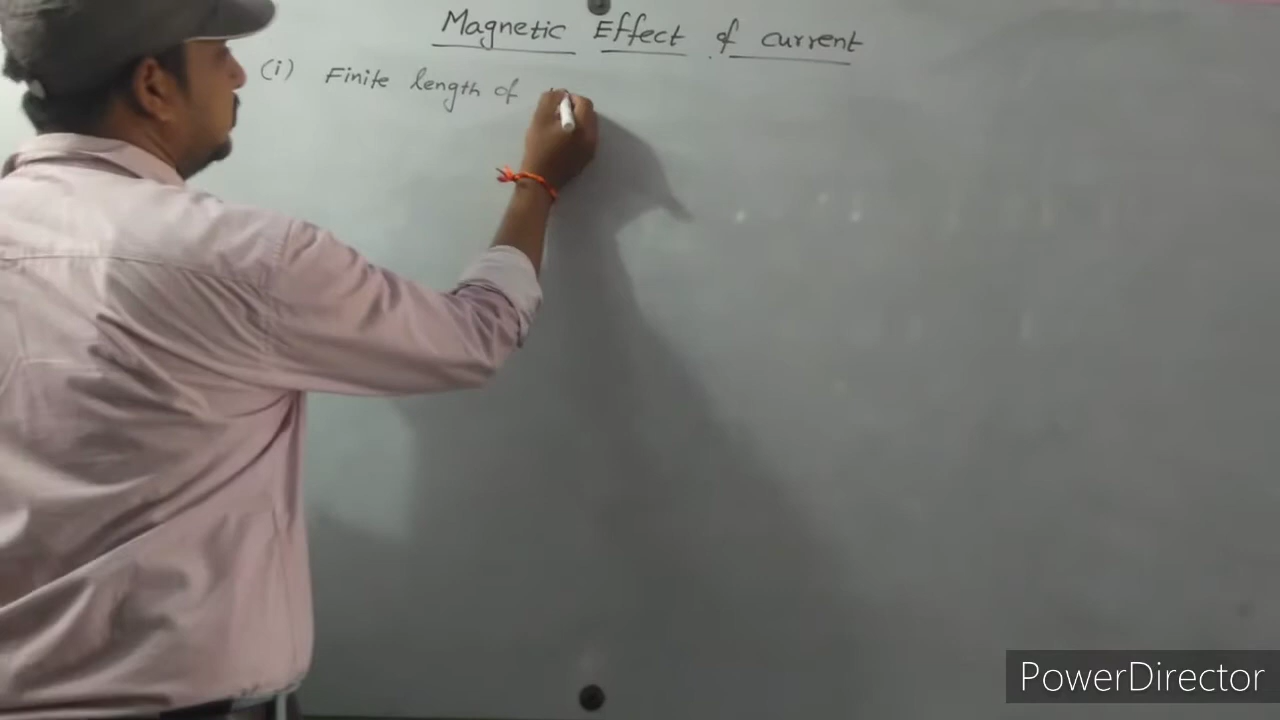 Magnetic Effect of current
(i) Finite length of
PowerDirector